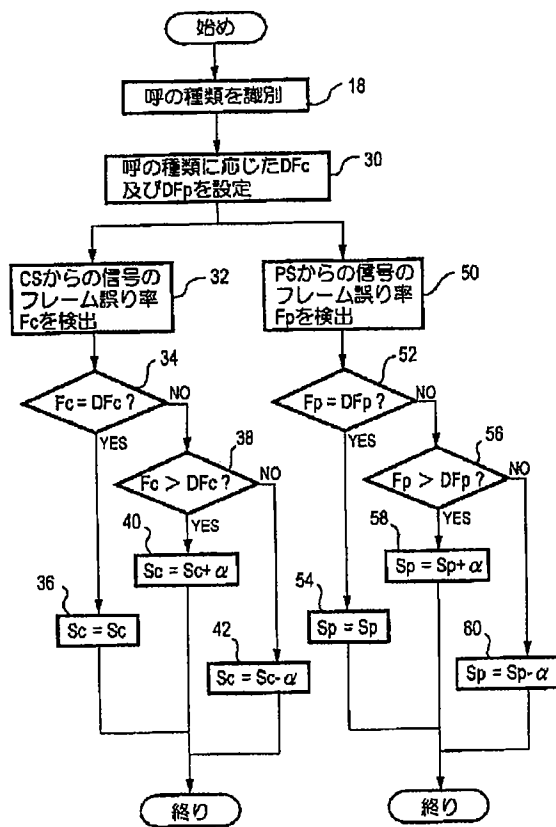 始め
呼の種類を識別
18
呼の種類に応じたDFc
及びDFpを設定
30
CSからの信号の
フレーム誤り率
Fcを検出
32
Fc = DFc ?
34
NO
YES
Fc > DFc ?
38
NO
YES
40
Sc = Sc+α
36
Sc = Sc
42
Sc = Sc-α
終り
PSからの信号の
フレーム誤り率
Fpを検出
50
Fp = DFp ?
52
NO
YES
Fp > DFp ?
56
NO
YES
58
Sp = Sp+α
54
Sp = Sp
60
Sp = Sp-α
終り